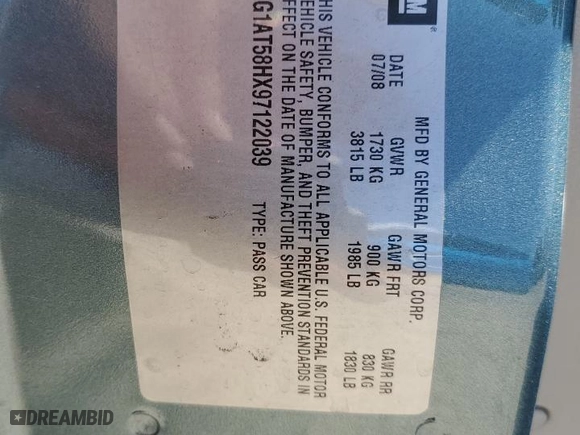 GM
MFD BY GENERAL MOTORS CORP.
DATE GVWR GAWR FRT GAWR RR
07/08 1730 KG 900 KG 830 KG
3815 LB 1985 LB 1830 LB
THIS VEHICLE CONFORMS TO ALL APPLICABLE U.S. FEDERAL MOTOR
VEHICLE SAFETY, BUMPER, AND THEFT PREVENTION STANDARDS IN
EFFECT ON THE DATE OF MANUFACTURE SHOWN ABOVE.
G1AT58HX97122039 TYPE: PASS CAR
DREAMBID